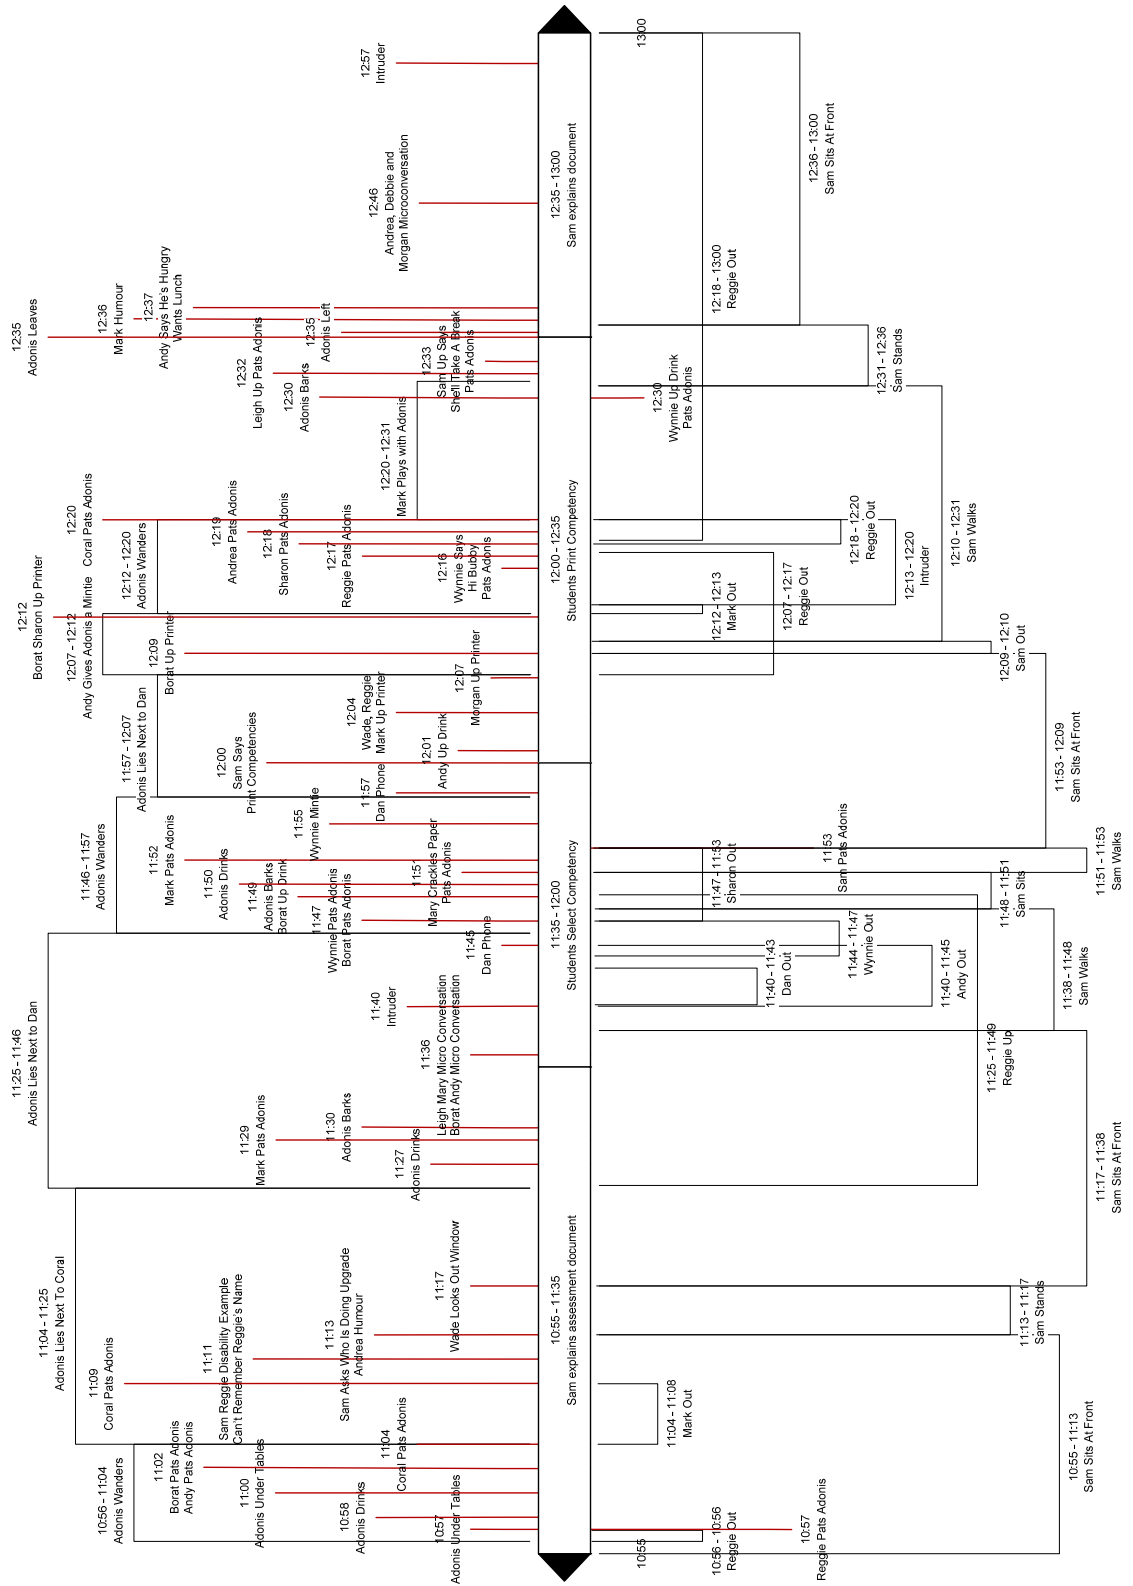 10:55
10:55 – 11:35
Sam explains assessment document
11:35 – 12:00
Students Select Competency
12:00 – 12:35
Students Print Competency
12:35 – 13:00
Sam explains document
13:00
10:56 – 11:04
Adonis Wanders
10:57
Adonis Under Tables
10:58
Adonis Drinks
11:00
Adonis Under Tables
11:02
Borat Pats Adonis
Andy Pats Adonis
11:04
Coral Pats Adonis
11:04 – 11:25
Adonis Lies Next To Coral
11:09
Coral Pats Adonis
11:11
Sam Reggie Disability Example
Can't Remember Reggie's Name
11:13
Sam Asks Who Is Doing Upgrade
Andrea Humour
11:17
Wade Looks Out Window
11:25 – 11:46
Adonis Lies Next to Dan
11:27
Adonis Drinks
11:29
Mark Pats Adonis
11:30
Adonis Barks
11:36
Leigh Mary Micro Conversation
Borat Andy Micro Conversation
11:40
Intruder
11:45
Dan Phone
11:46 – 11:57
Adonis Wanders
11:47
Wynnie Pats Adonis
Borat Pats Adonis
11:49
Adonis Barks
Borat Up Drink
11:50
Adonis Drinks
11:51
Mary Crackles Paper
Pats Adonis
11:52
Mark Pats Adonis
11:55
Wynnie Mintie
11:57
Dan Phone
11:57 – 12:07
Adonis Lies Next to Dan
12:00
Sam Says
Print Competencies
12:01
Andy Up Drink
12:04
Wade, Reggie
Mark Up Printer
12:07
Morgan Up Printer
12:07 – 12:12
Andy Gives Adonis a Mintie
12:09
Borat Up Printer
12:12
Borat Sharon Up Printer
12:12 – 12:20
Adonis Wanders
12:16
Wynnie Says
Hi Bubby
Pats Adonis
12:17
Reggie Pats Adonis
12:18
Sharon Pats Adonis
12:19
Andrea Pats Adonis
12:20
Coral Pats Adonis
12:20 – 12:31
Mark Plays with Adonis
12:30
Adonis Barks
12:32
Leigh Up Pats Adonis
12:33
Sam Up Says
She'll Take A Break
Pats Adonis
12:35
Adonis Left
12:35
Adonis Leaves
12:36
Mark Humour
12:37
Andy Says He's Hungry
Wants Lunch
12:46
Andrea, Debbie and
Morgan Microconversation
12:57
Intruder
10:55 – 11:13
Sam Sits At Front
10:56 – 10:56
Reggie Out
10:57
Reggie Pats Adonis
11:04 – 11:08
Mark Out
11:13 – 11:17
Sam Stands
11:17 – 11:38
Sam Sits At Front
11:25 – 11:49
Reggie Up
11:38 – 11:48
Sam Walks
11:40 – 11:43
Dan Out
11:40 – 11:45
Andy Out
11:44 – 11:47
Wynnie Out
11:47 – 11:53
Sharon Out
11:48 – 11:51
Sam Sits
11:51 – 11:53
Sam Walks
11:53
Sam Pats Adonis
11:53 – 12:09
Sam Sits At Front
12:07 – 12:17
Reggie Out
12:09 – 12:10
Sam Out
12:10 – 12:31
Sam Walks
12:12 – 12:13
Mark Out
12:13 – 12:20
Intruder
12:18 – 12:20
Reggie Out
12:18 – 13:00
Reggie Out
12:30
Wynnie Up Drink
Pats Adonis
12:31 – 12:36
Sam Stands
12:36 – 13:00
Sam Sits At Front